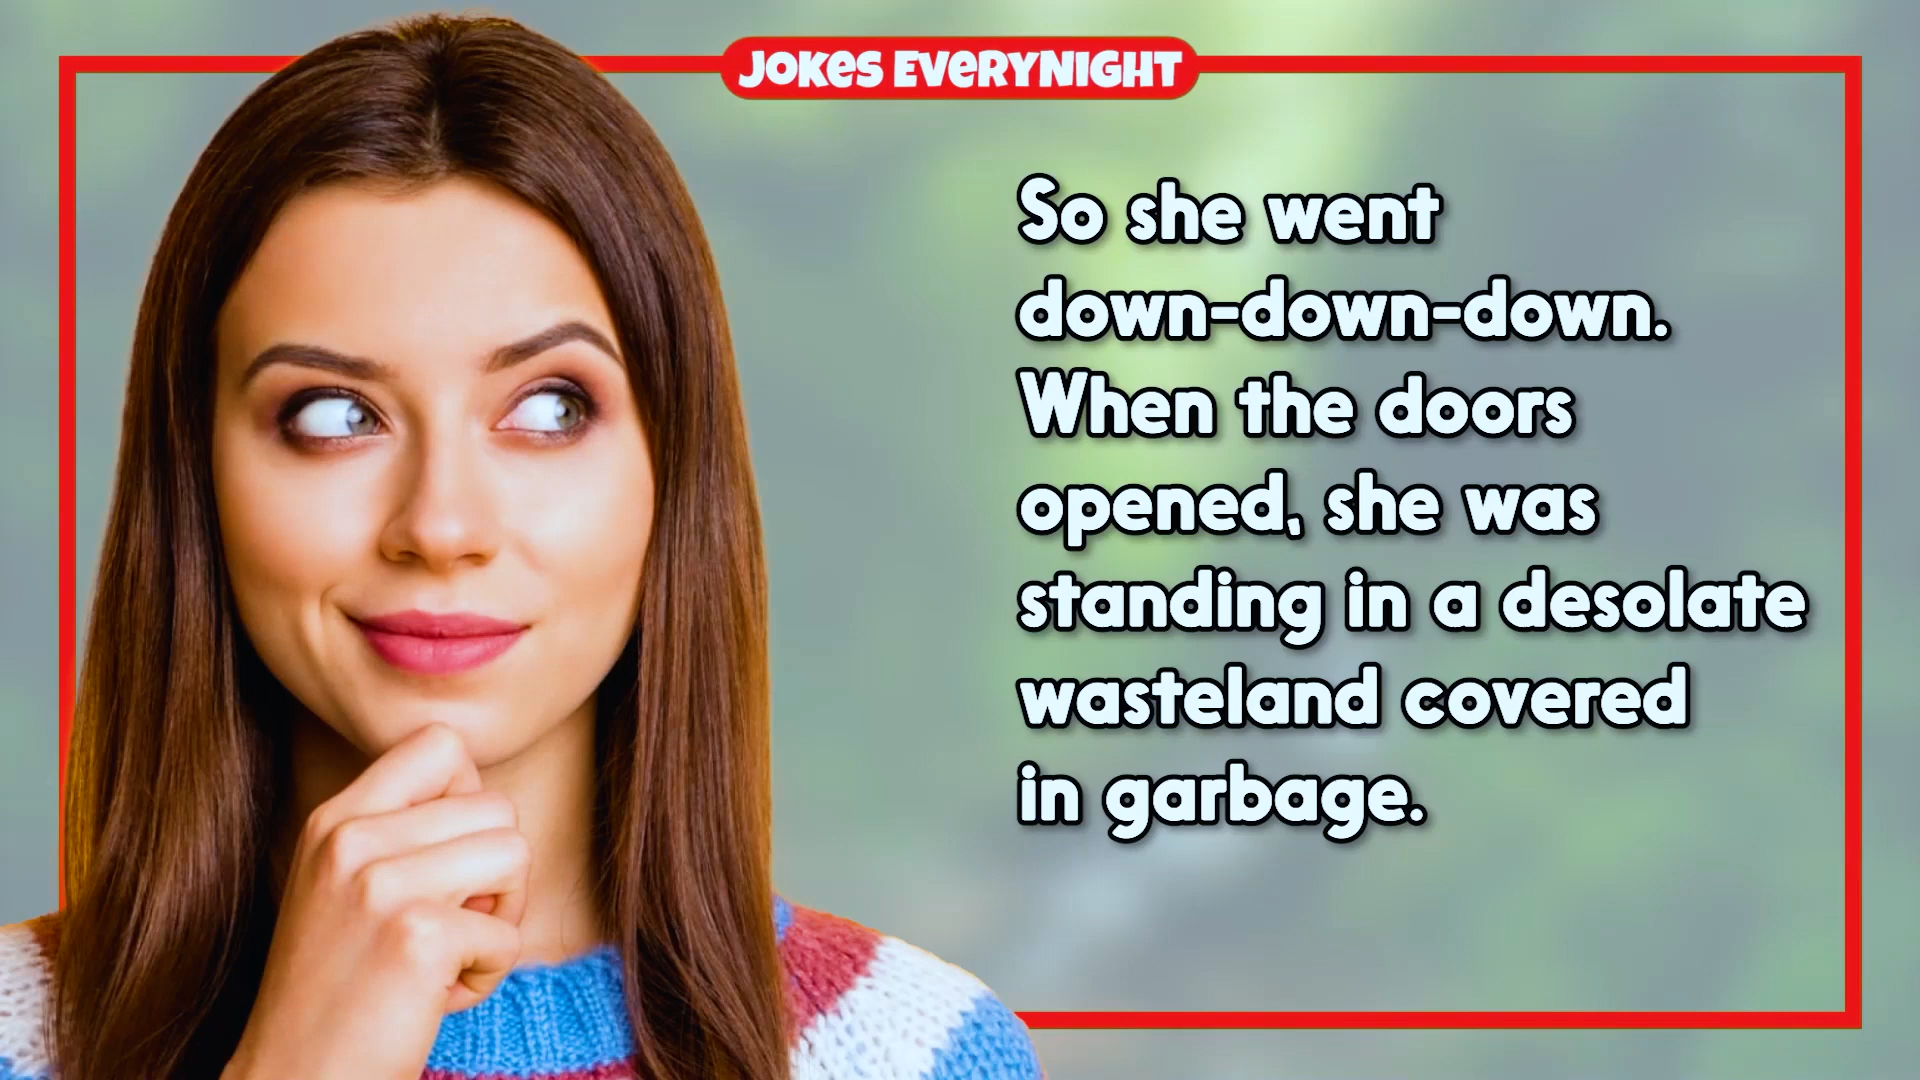 JOKES EVERYNIGHT
So she went
down-down-down.
When the doors
opened, she was
standing in a desolate
wasteland covered
in garbage.